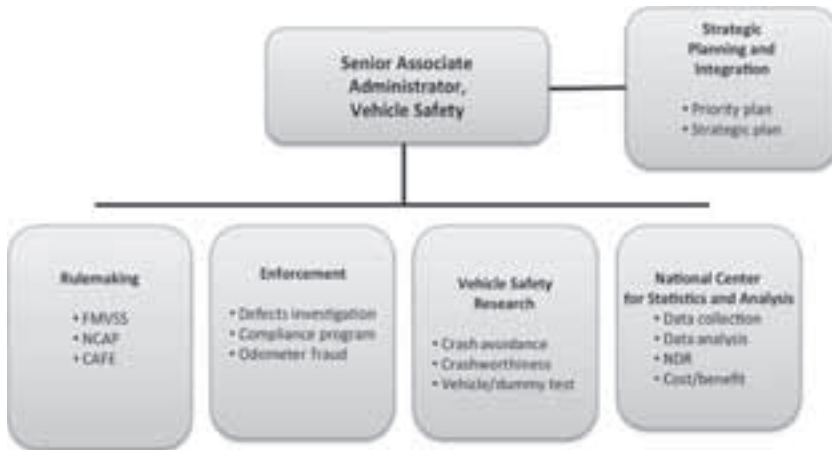 Senior Associate
Administrator,
Vehicle Safety
Strategic
Planning and
Integration
• Priority plan
• Strategic plan
Rulemaking
• FMVSS
• NCAP
• CAFE
Enforcement
• Defects investigation
• Compliance program
• Odometer fraud
Vehicle Safety
Research
• Crash avoidance
• Crashworthiness
• Vehicle/dummy test
National Center
for Statistics and Analysis
• Data collection
• Data analysis
• NDR
• Cost/benefit